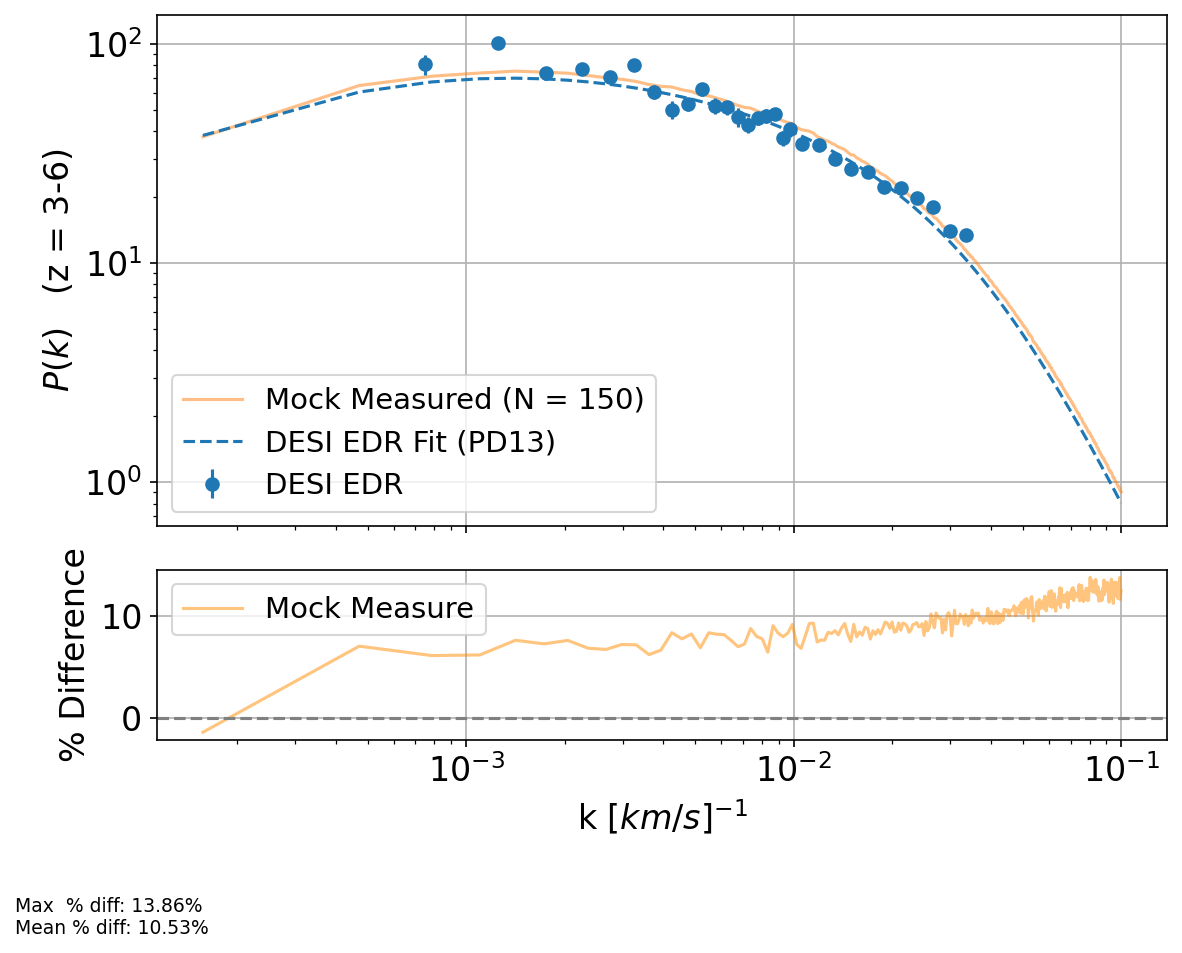 10²
10¹
10⁰
P(k) (z = 3-6)
Mock Measured (N = 150)
DESI EDR Fit (PD13)
DESI EDR
10
0
% Difference
Mock Measure
10⁻³ 10⁻² 10⁻¹
k [km/s]⁻¹
Max % diff: 13.86%
Mean % diff: 10.53%